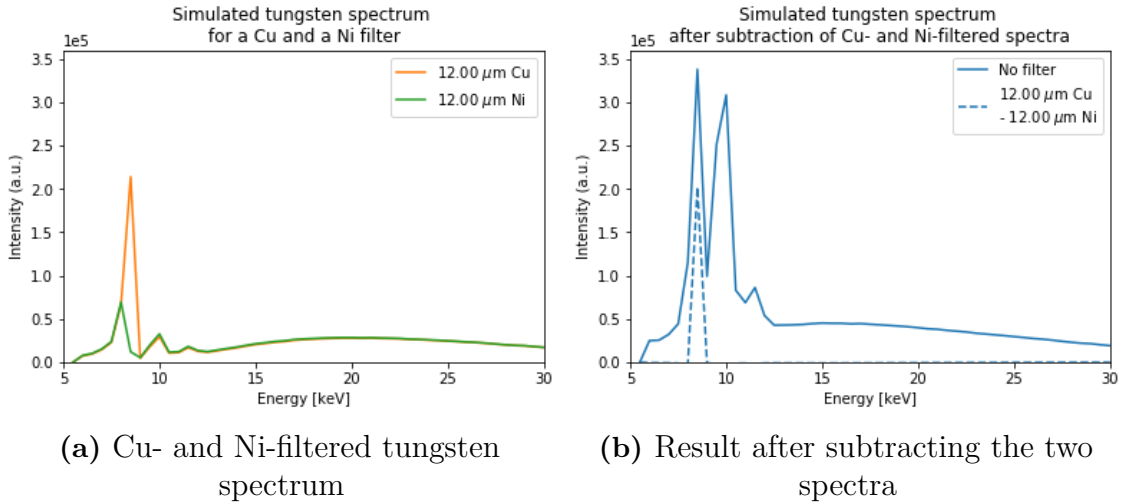 Simulated tungsten spectrum
for a Cu and a Ni filter
1e5
3.5
3.0
2.5
2.0
1.5
1.0
0.5
0.0
Intensity (a.u.)
12.00 μm Cu
12.00 μm Ni
5
10
15
20
25
30
Energy [keV]
(a) Cu- and Ni-filtered tungsten
spectrum
Simulated tungsten spectrum
after subtraction of Cu- and Ni-filtered spectra
1e5
3.5
3.0
2.5
2.0
1.5
1.0
0.5
0.0
Intensity (a.u.)
No filter
12.00 μm Cu
- 12.00 μm Ni
5
10
15
20
25
30
Energy [keV]
(b) Result after subtracting the two
spectra